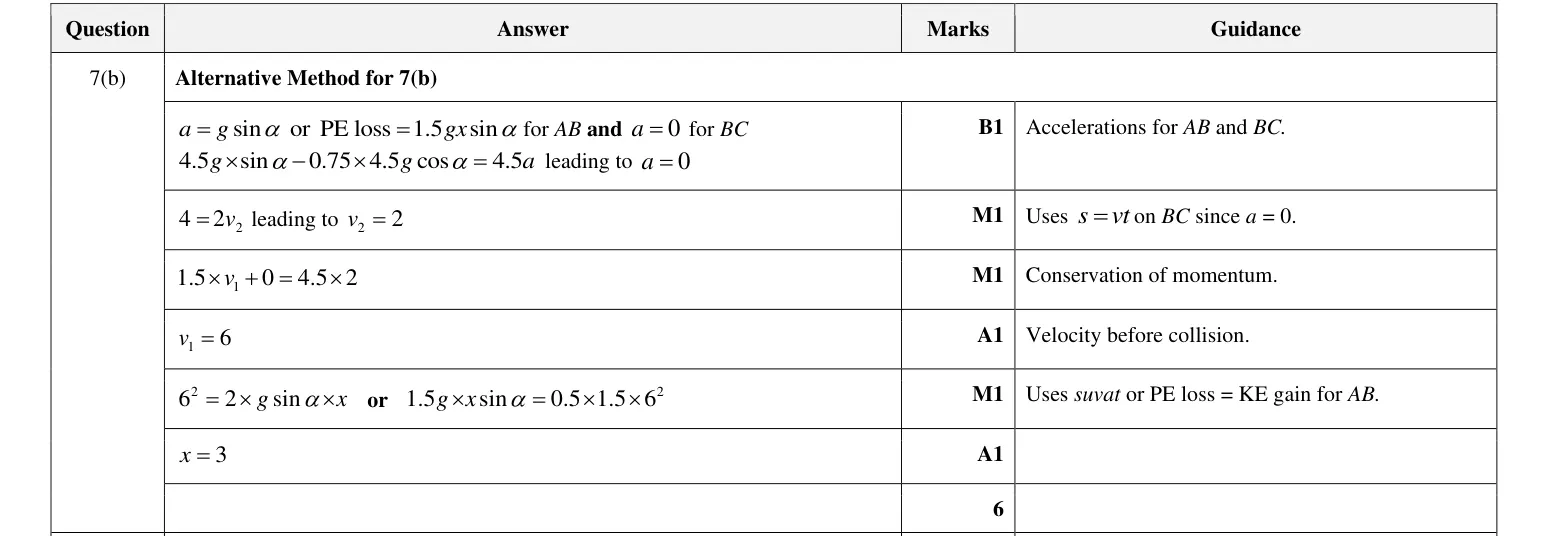 Question Answer Marks Guidance
7(b) Alternative Method for 7(b)
a = g sin α or PE loss = 1.5gx sin α for AB and a = 0 for BC B1 Accelerations for AB and BC.
4.5g × sin α − 0.75 × 4.5g cos α = 4.5a leading to a = 0
4 = 2v₂ leading to v₂ = 2 M1 Uses s = vt on BC since a = 0.
1.5 × v₁ + 0 = 4.5 × 2 M1 Conservation of momentum.
v₁ = 6 A1 Velocity before collision.
6² = 2 × g sin α × x or 1.5g × x sin α = 0.5 × 1.5 × 6² M1 Uses suvat or PE loss = KE gain for AB.
x = 3 A1
6